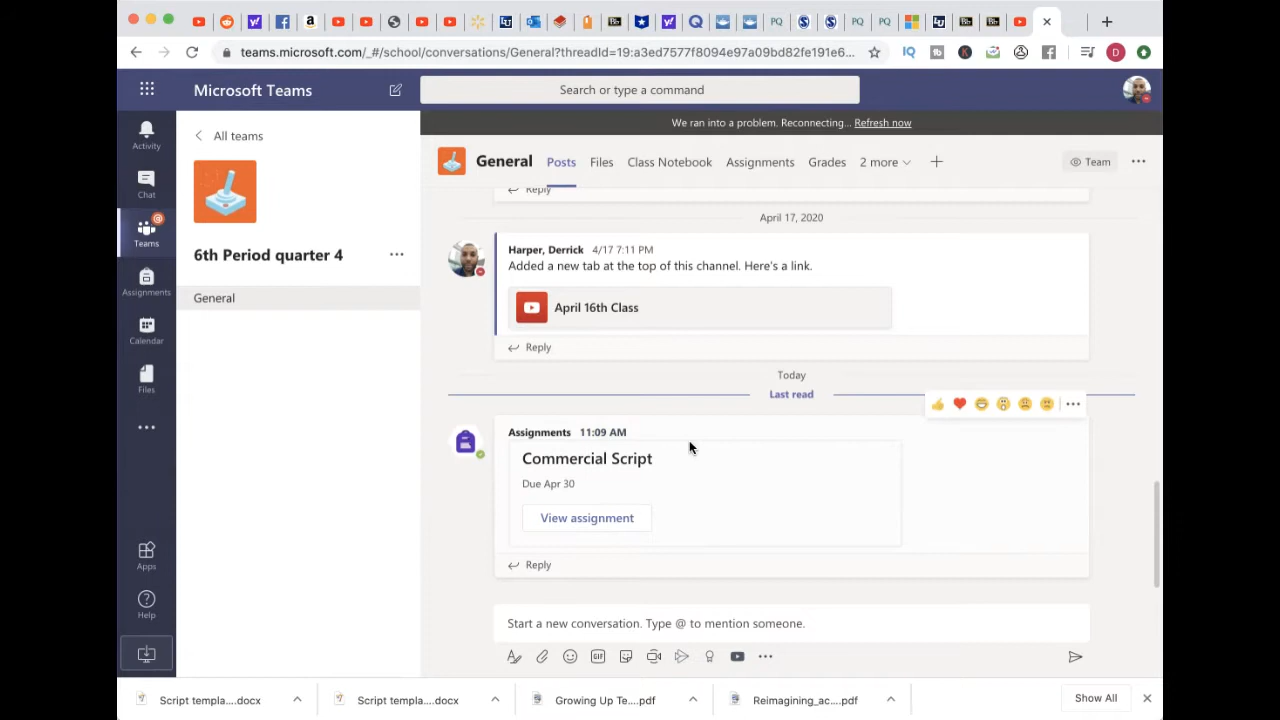 teams.microsoft.com/_#/school/conversations/General?threadId=19:a3ed7577f8094e97a09bd82fe191e6...
Microsoft Teams
Search or type a command
We ran into a problem. Reconnecting... Refresh now
Activity
Chat
Teams
Assignments
Calendar
Files
Apps
Help
All teams
6th Period quarter 4
General
General Posts Files Class Notebook Assignments Grades 2 more
Team
Reply
April 17, 2020
Harper, Derrick 4/17 7:11 PM
Added a new tab at the top of this channel. Here's a link.
April 16th Class
Reply
Today
Last read
Assignments 11:09 AM
Commercial Script
Due Apr 30
View assignment
Reply
Start a new conversation. Type @ to mention someone.
GIF
Script templa....docx
Script templa....docx
Growing Up Te....pdf
Reimagining_ac....pdf
Show All